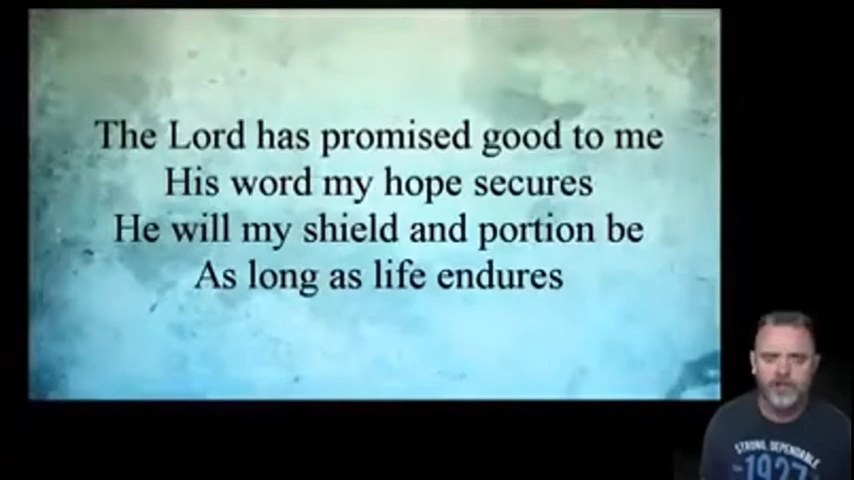 The Lord has promised good to me
His word my hope secures
He will my shield and portion be
As long as life endures
STRONG, DEPENDABLE
1927